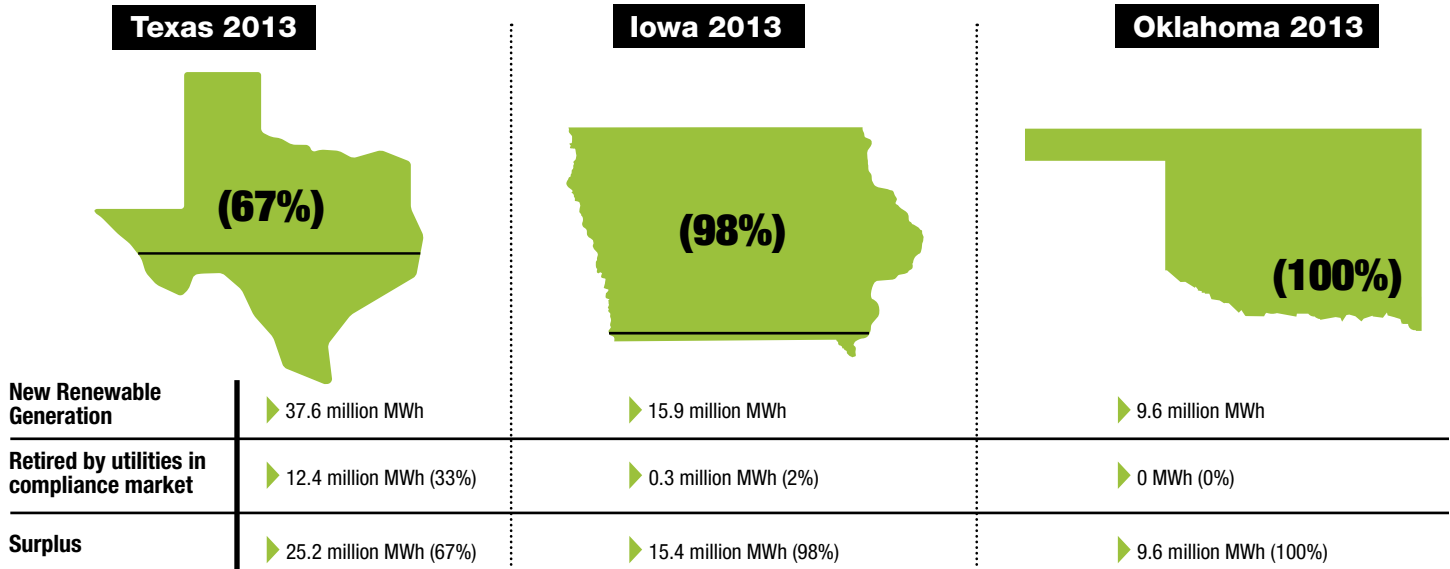 Texas 2013
Iowa 2013
Oklahoma 2013
(67%)
(98%)
(100%)
New Renewable
Generation
37.6 million MWh
15.9 million MWh
9.6 million MWh
Retired by utilities in
compliance market
12.4 million MWh (33%)
0.3 million MWh (2%)
0 MWh (0%)
Surplus
25.2 million MWh (67%)
15.4 million MWh (98%)
9.6 million MWh (100%)